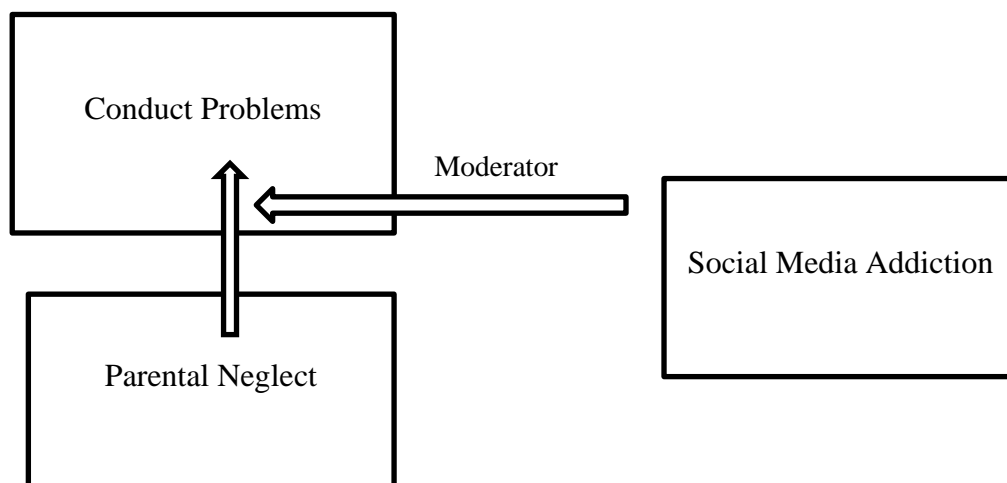 Conduct Problems
Moderator
Social Media Addiction
Parental Neglect